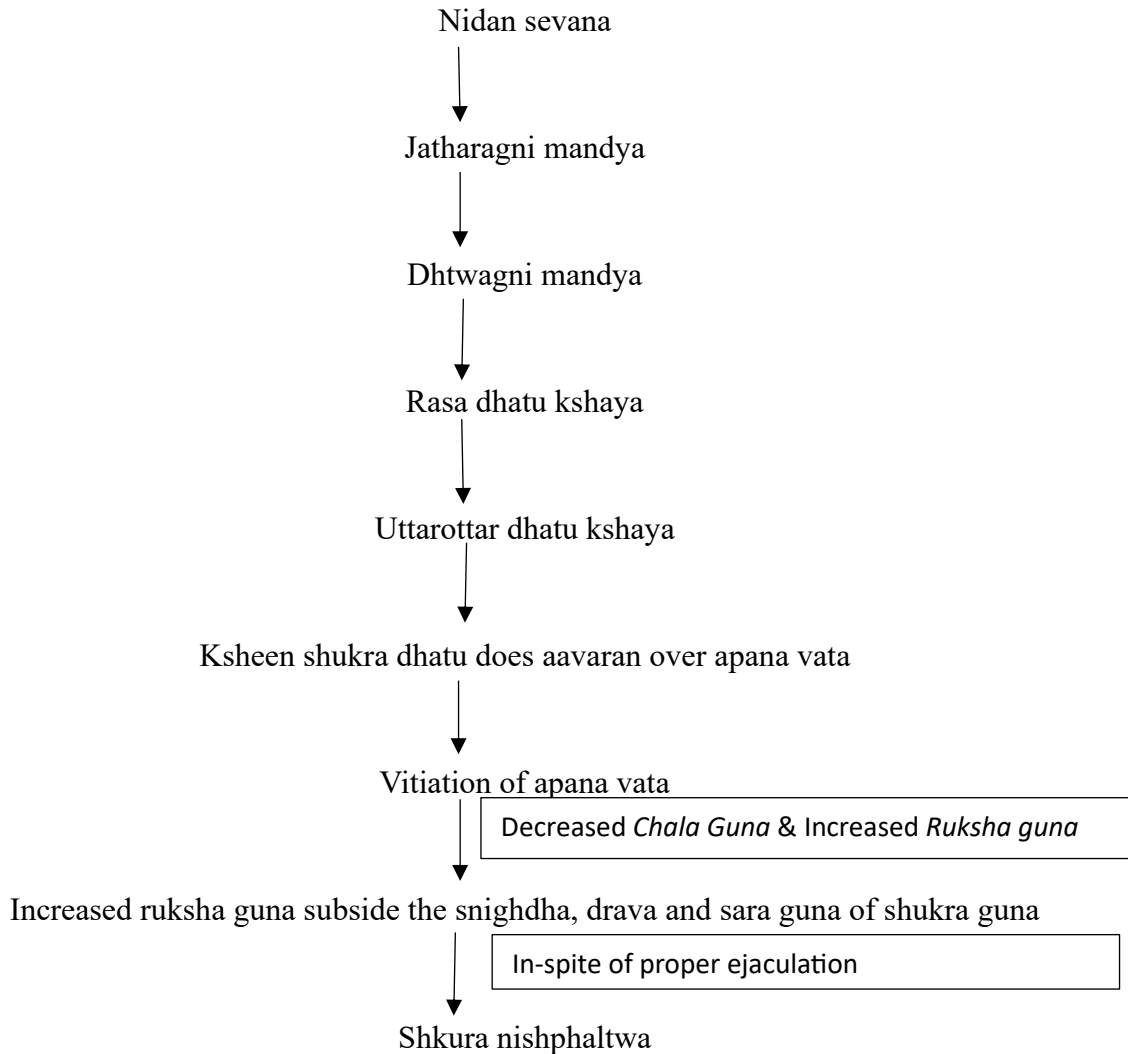 Nidan sevana
Jatharagni mandya
Dhtwagni mandya
Rasa dhatu kshaya
Uttarottar dhatu kshaya
Ksheen shukra dhatu does aavaran over apana vata
Vitiation of apana vata
Decreased Chala Guna & Increased Ruksha guna
Increased ruksha guna subside the snighdha, drava and sara guna of shukra guna
In-spite of proper ejaculation
Shkura nishphaltwa